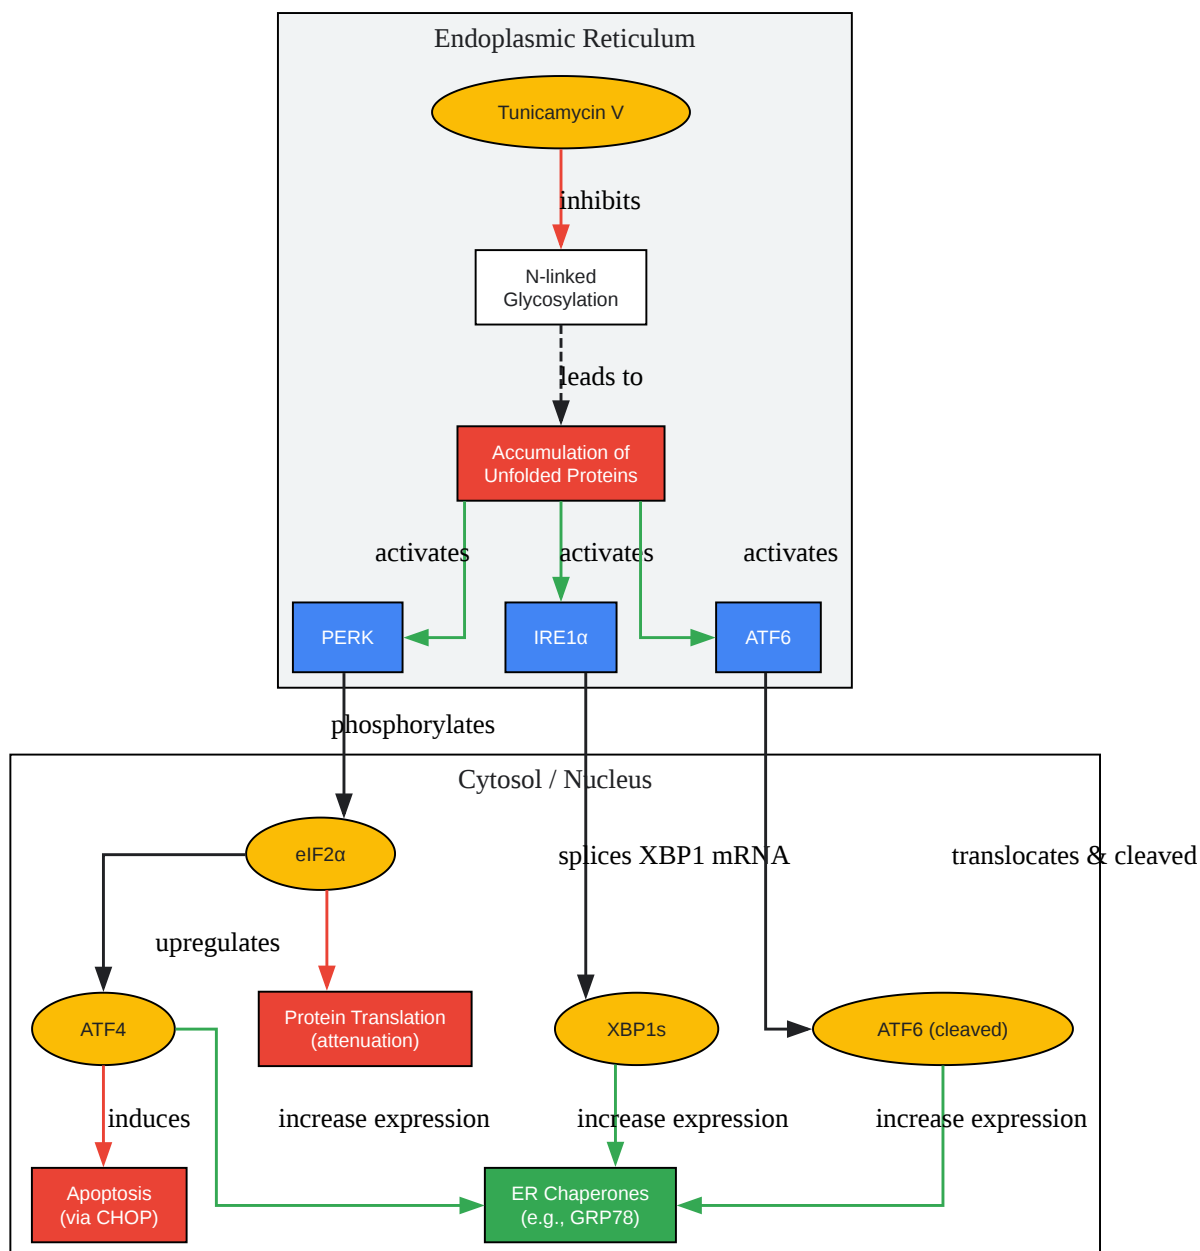 Endoplasmic Reticulum
Tunicamycin V
inhibits
N-linked
Glycosylation
leads to
Accumulation of
Unfolded Proteins
activates
activates
activates
PERK
IRE1α
ATF6
phosphorylates
Cytosol / Nucleus
eIF2α
splices XBP1 mRNA
translocates & cleaved
upregulates
ATF4
Protein Translation
(attenuation)
XBP1s
ATF6 (cleaved)
induces
increase expression
increase expression
increase expression
Apoptosis
(via CHOP)
ER Chaperones
(e.g., GRP78)